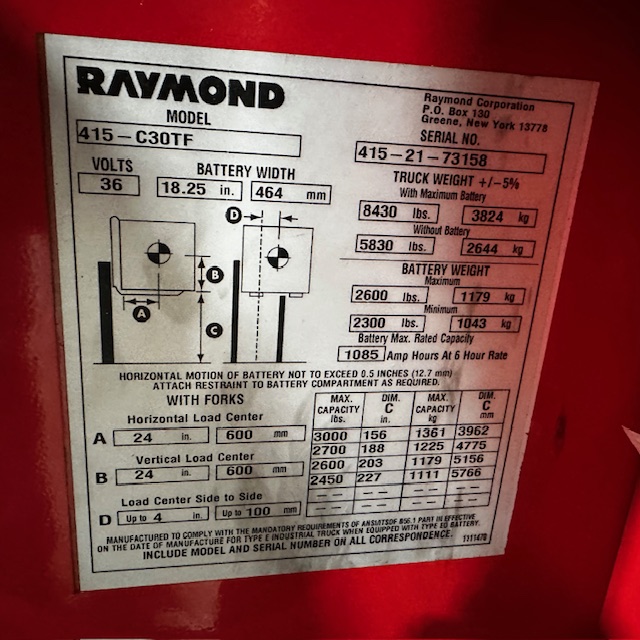 RAYMOND
Raymond Corporation
P.O. Box 130
Greene, New York 13778
MODEL
415-C30TF
SERIAL NO.
415-21-73158
VOLTS
36
BATTERY WIDTH
18.25 in. 464 mm
TRUCK WEIGHT +/-5%
With Maximum Battery
8430 lbs. 3824 kg
Without Battery
5830 lbs. 2644 kg
D
B
A
C
BATTERY WEIGHT
Maximum
2600 lbs. 1179 kg
Minimum
2300 lbs. 1043 kg
Battery Max. Rated Capacity
1085 Amp Hours At 6 Hour Rate
HORIZONTAL MOTION OF BATTERY NOT TO EXCEED 0.5 INCHES (12.7 mm)
ATTACH RESTRAINT TO BATTERY COMPARTMENT AS REQUIRED.
WITH FORKS
Horizontal Load Center
A 24 in. 600 mm
Vertical Load Center
B 24 in. 600 mm
Load Center Side to Side
D Up to 4 in. Up to 100 mm
MAX. CAPACITY lbs. DIM. C in. MAX. CAPACITY kg DIM. C mm
3000 156 1361 3962
2700 188 1225 4775
2600 203 1179 5156
2450 227 1111 5766
-- -- -- --
-- -- -- --
MANUFACTURED TO COMPLY WITH THE MANDATORY REQUIREMENTS OF ANSI/ITSDF B56.1 PART III EFFECTIVE
ON THE DATE OF MANUFACTURE FOR TYPE E INDUSTRIAL TRUCK WHEN EQUIPPED WITH TYPE EO BATTERY.
INCLUDE MODEL AND SERIAL NUMBER ON ALL CORRESPONDENCE.
1111478